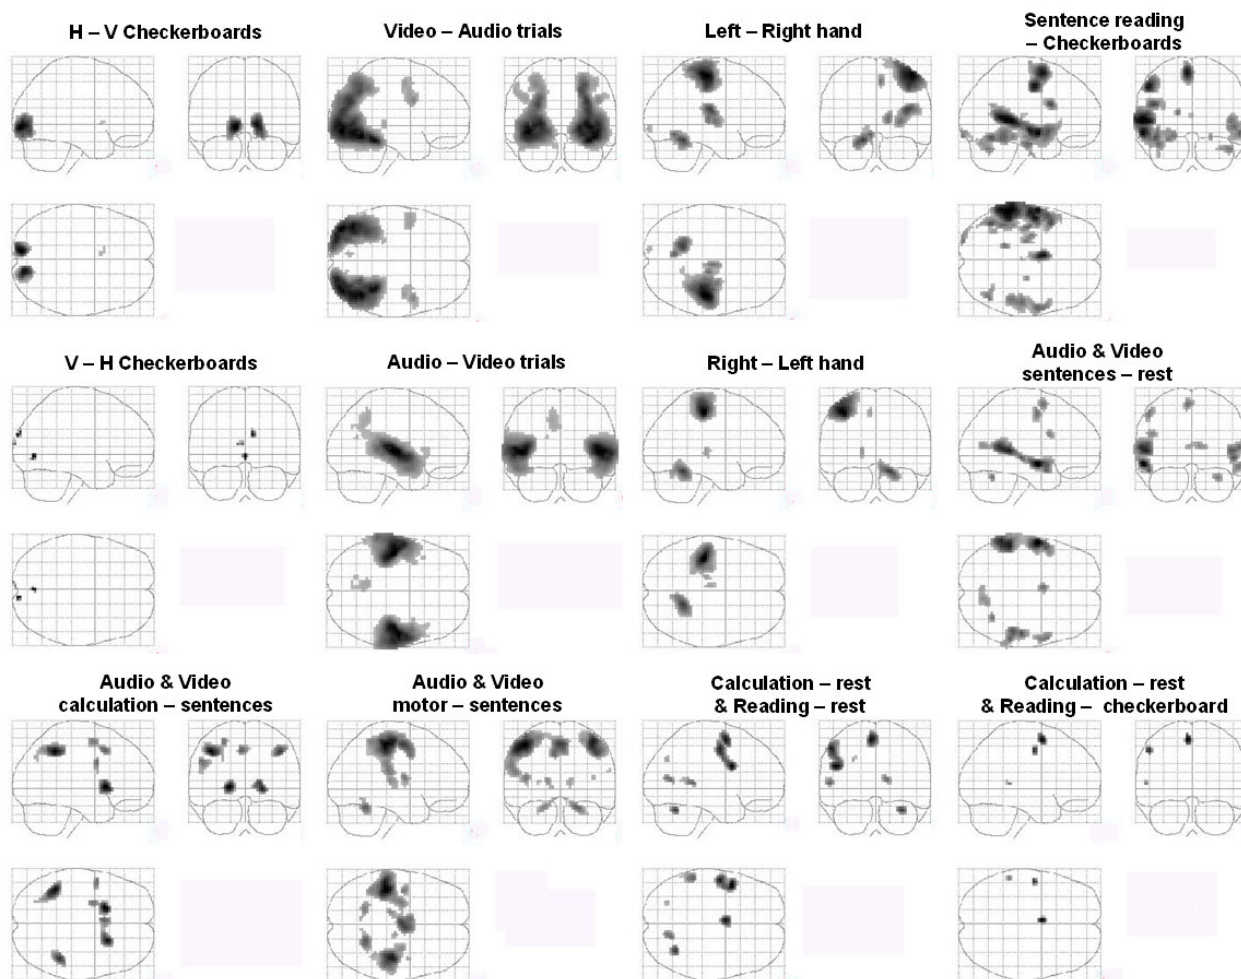 H – V Checkerboards
Video – Audio trials
Left – Right hand
Sentence reading
– Checkerboards
V – H Checkerboards
Audio – Video trials
Right – Left hand
Audio & Video
sentences – rest
Audio & Video
calculation – sentences
Audio & Video
motor – sentences
Calculation – rest
& Reading – rest
Calculation – rest
& Reading – checkerboard